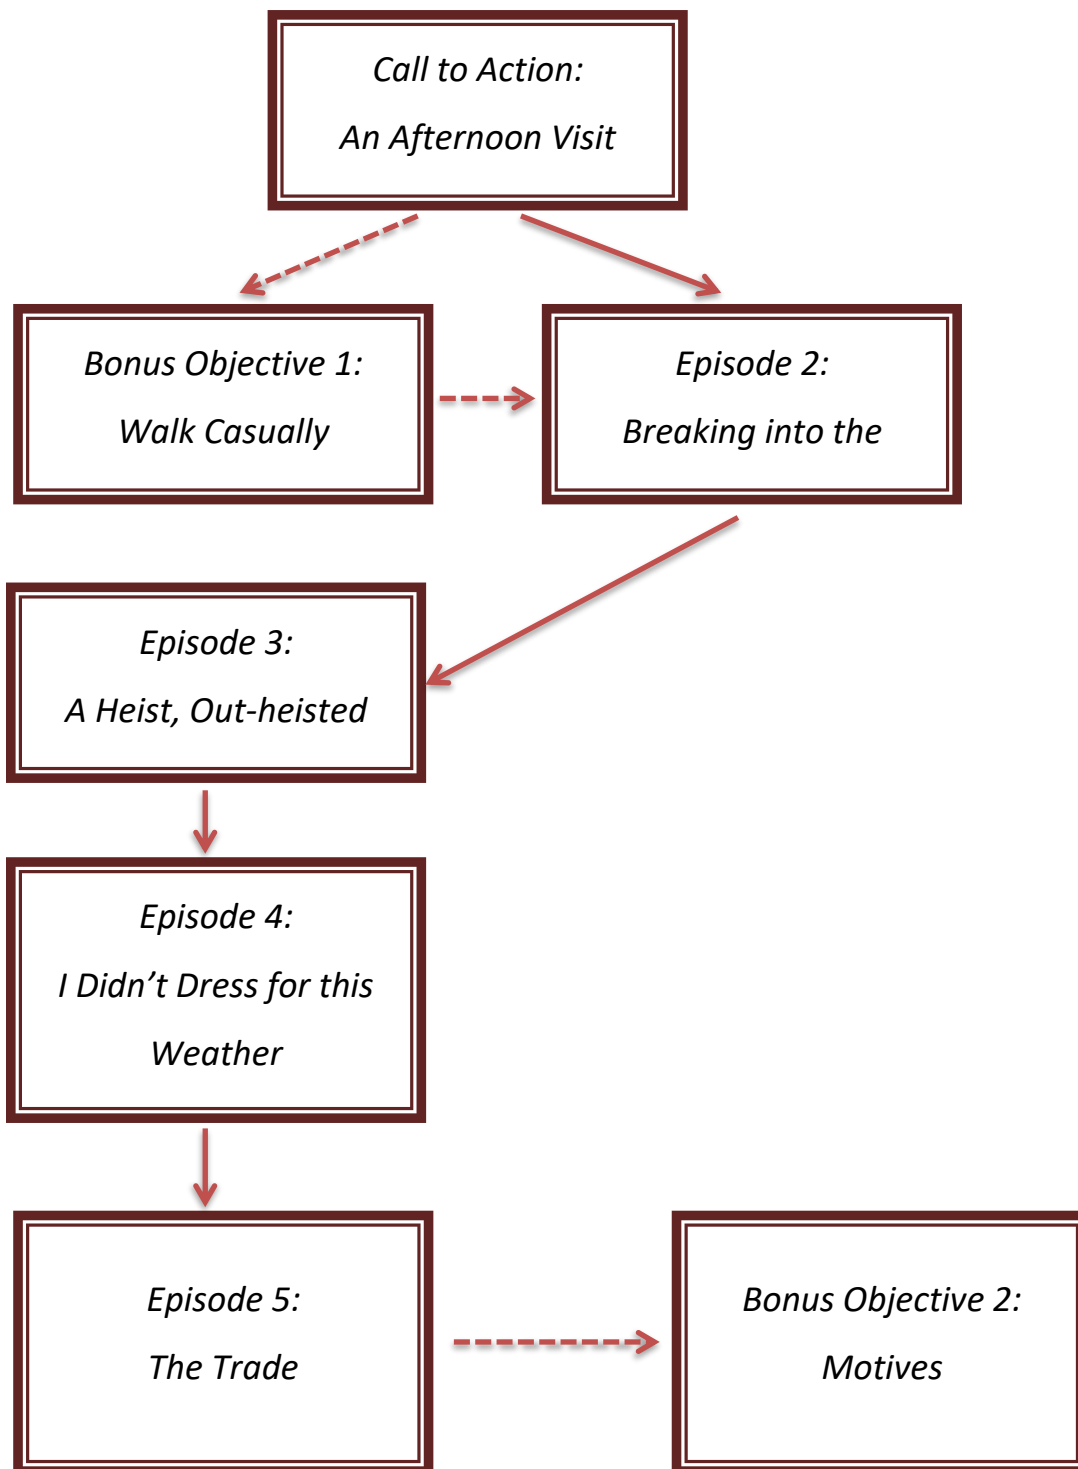 Call to Action:
An Afternoon Visit
Bonus Objective 1:
Walk Casually
Episode 2:
Breaking into the
Episode 3:
A Heist, Out-heisted
Episode 4:
I Didn’t Dress for this
Weather
Episode 5:
The Trade
Bonus Objective 2:
Motives